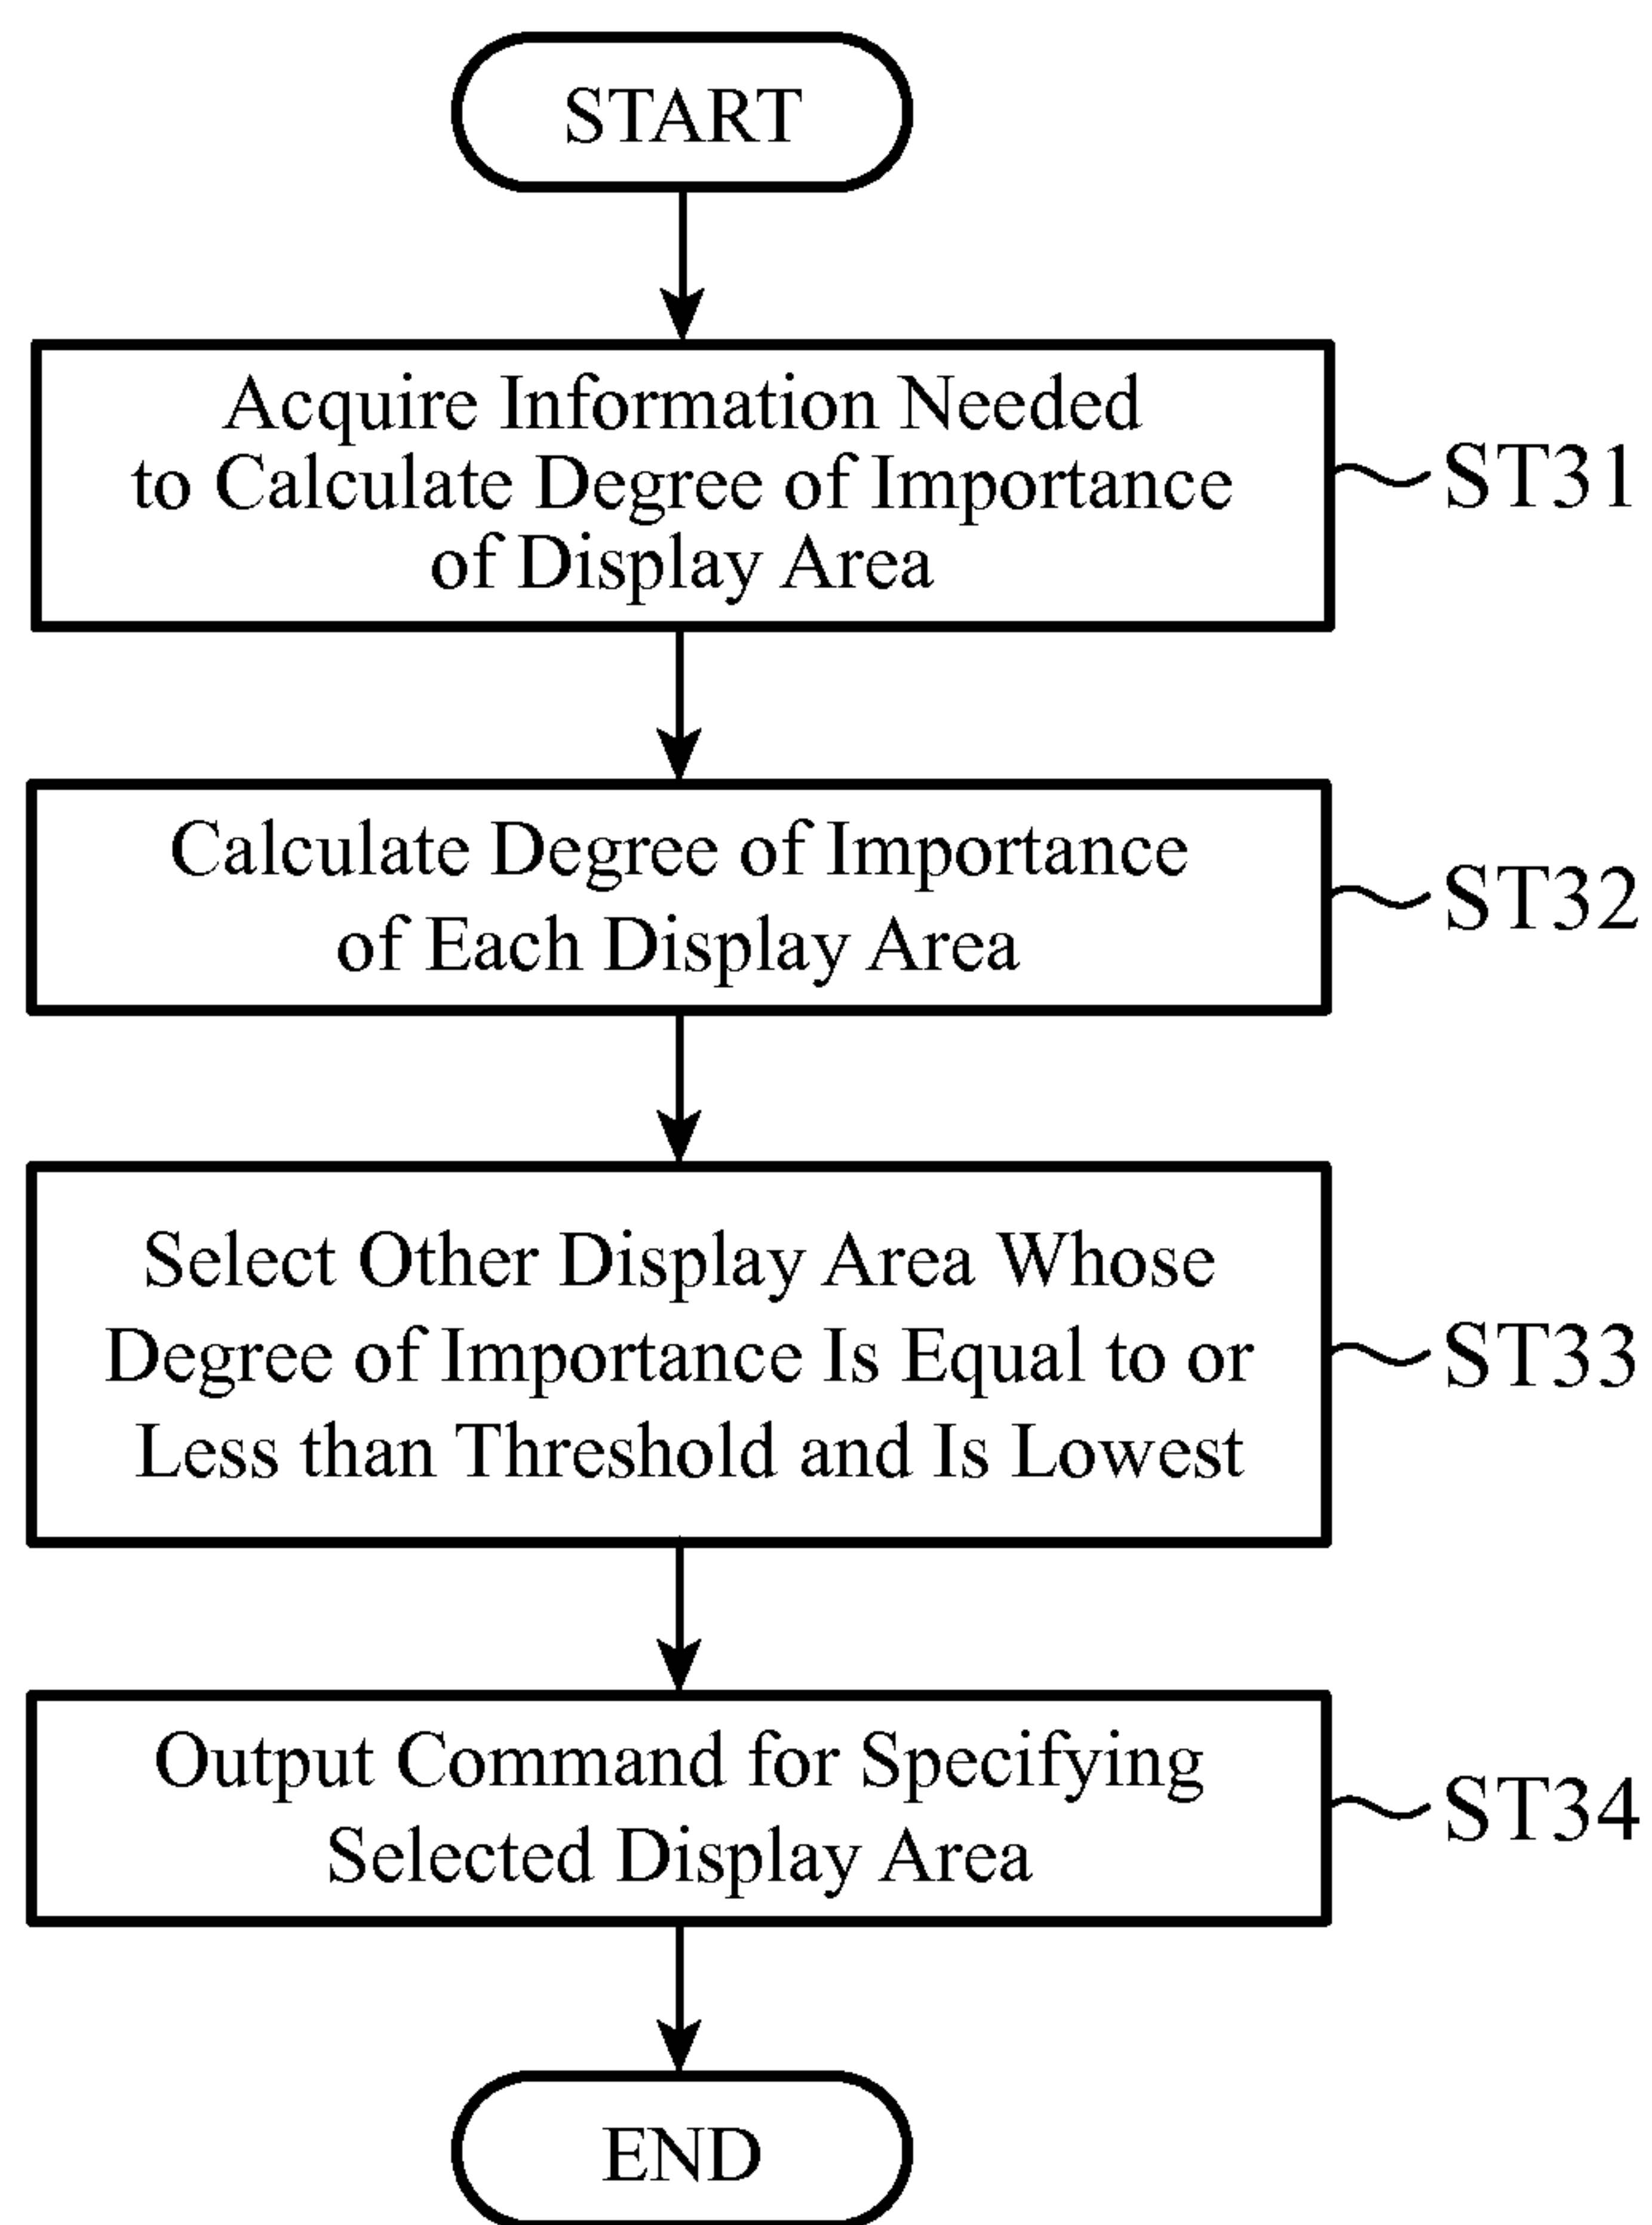 START
Acquire Information Needed
to Calculate Degree of Importance
of Display Area
ST31
Calculate Degree of Importance
of Each Display Area
ST32
Select Other Display Area Whose
Degree of Importance Is Equal to or
Less than Threshold and Is Lowest
ST33
Output Command for Specifying
Selected Display Area
ST34
END